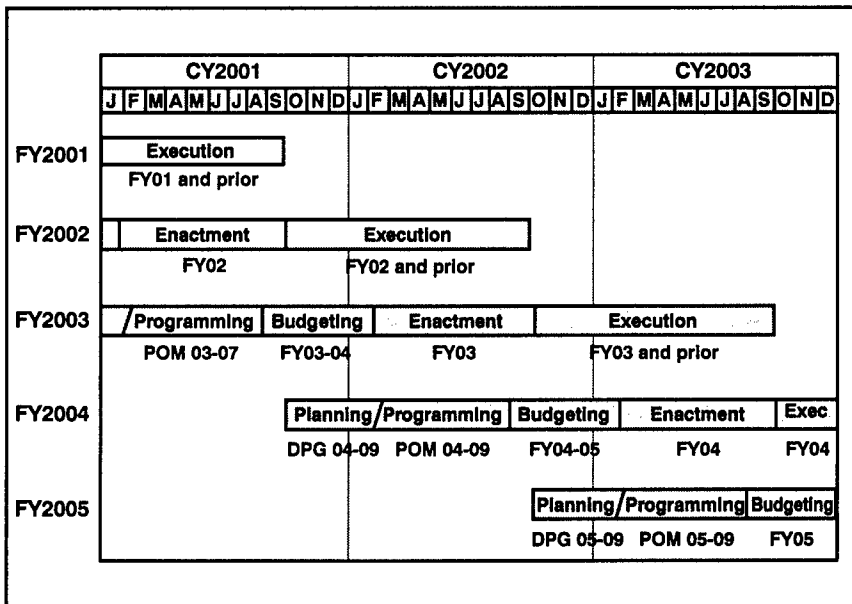 CY2001 CY2002 CY2003
J F M A M J J A S O N D J F M A M J J A S O N D J F M A M J J A S O N D
FY2001 Execution
FY01 and prior
FY2002 Enactment Execution
FY02 FY02 and prior
FY2003 /Programming Budgeting Enactment Execution
POM 03-07 FY03-04 FY03 FY03 and prior
FY2004 Planning/Programming Budgeting Enactment Exec
DPG 04-09 POM 04-09 FY04-05 FY04 FY04
FY2005 Planning/Programming Budgeting
DPG 05-09 POM 05-09 FY05